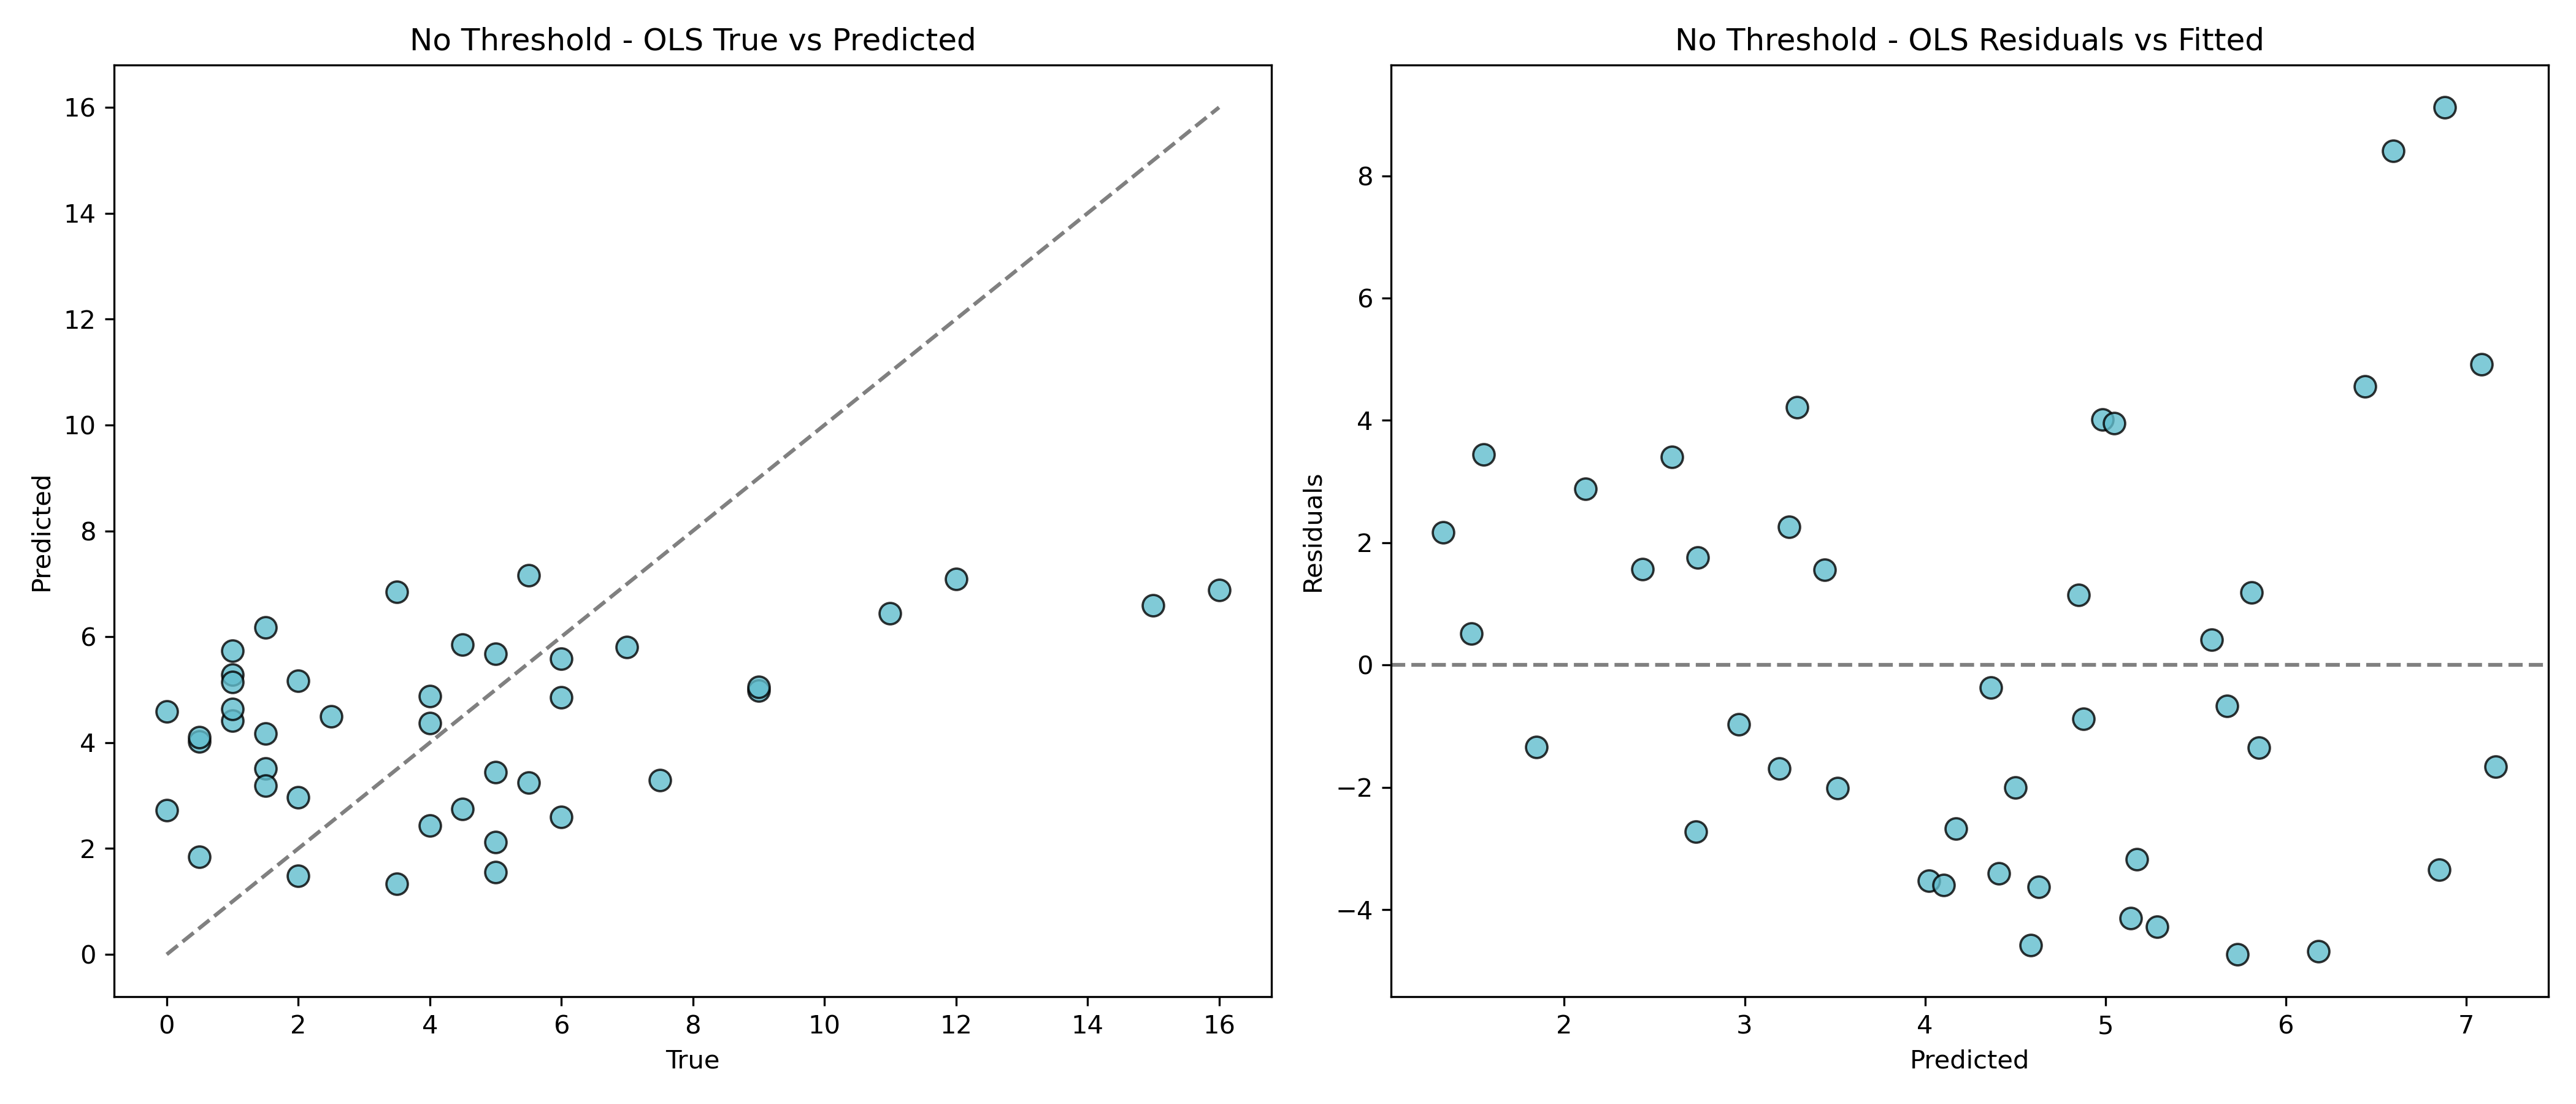 No Threshold - OLS True vs Predicted
16
14
12
10
8
6
4
2
0
Predicted
0 2 4 6 8 10 12 14 16
True
No Threshold - OLS Residuals vs Fitted
8
6
4
2
0
−2
−4
Residuals
2 3 4 5 6 7
Predicted